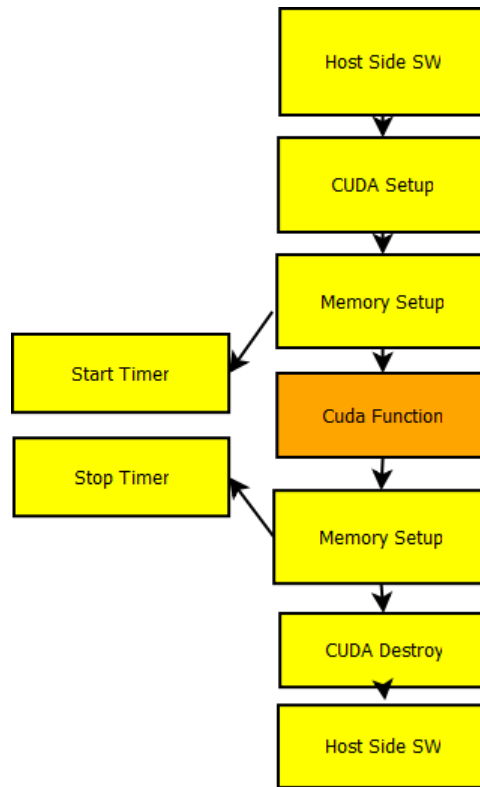 Host Side SW
CUDA Setup
Memory Setup
Start Timer
Cuda Function
Stop Timer
Memory Setup
CUDA Destroy
Host Side SW